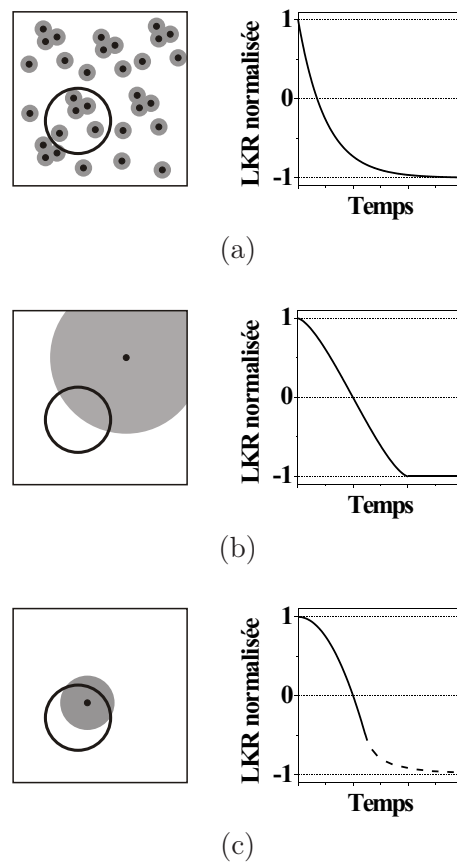 LKR normalisée
1
0
-1
Temps
(a)
LKR normalisée
1
0
-1
Temps
(b)
LKR normalisée
1
0
-1
Temps
(c)